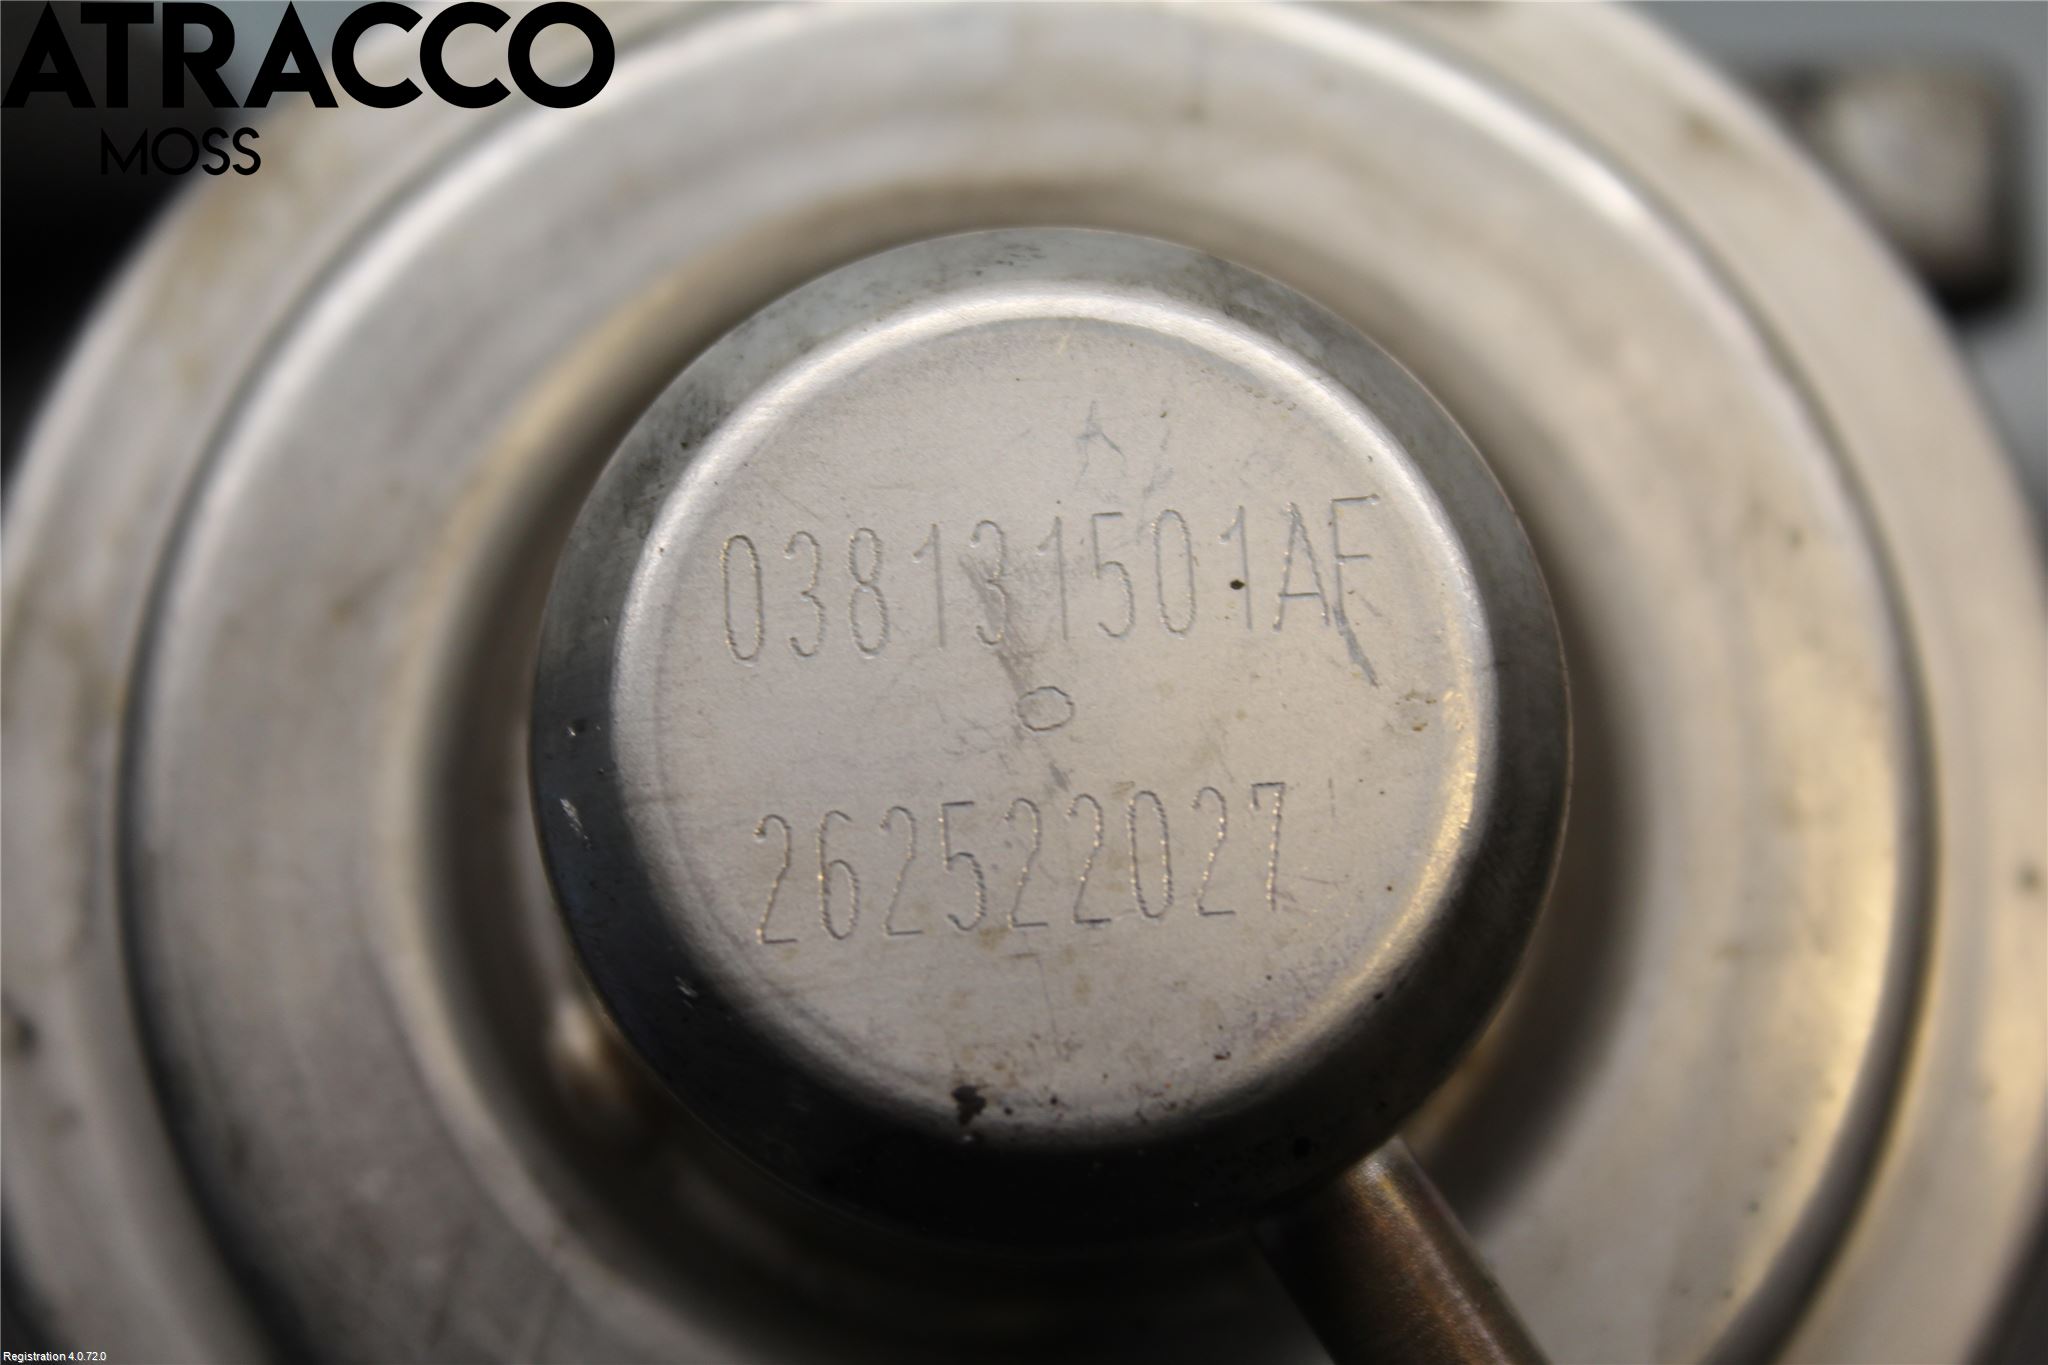 ATRACCO
MOSS
038131501AF
262522027
Registration 4.0.72.0